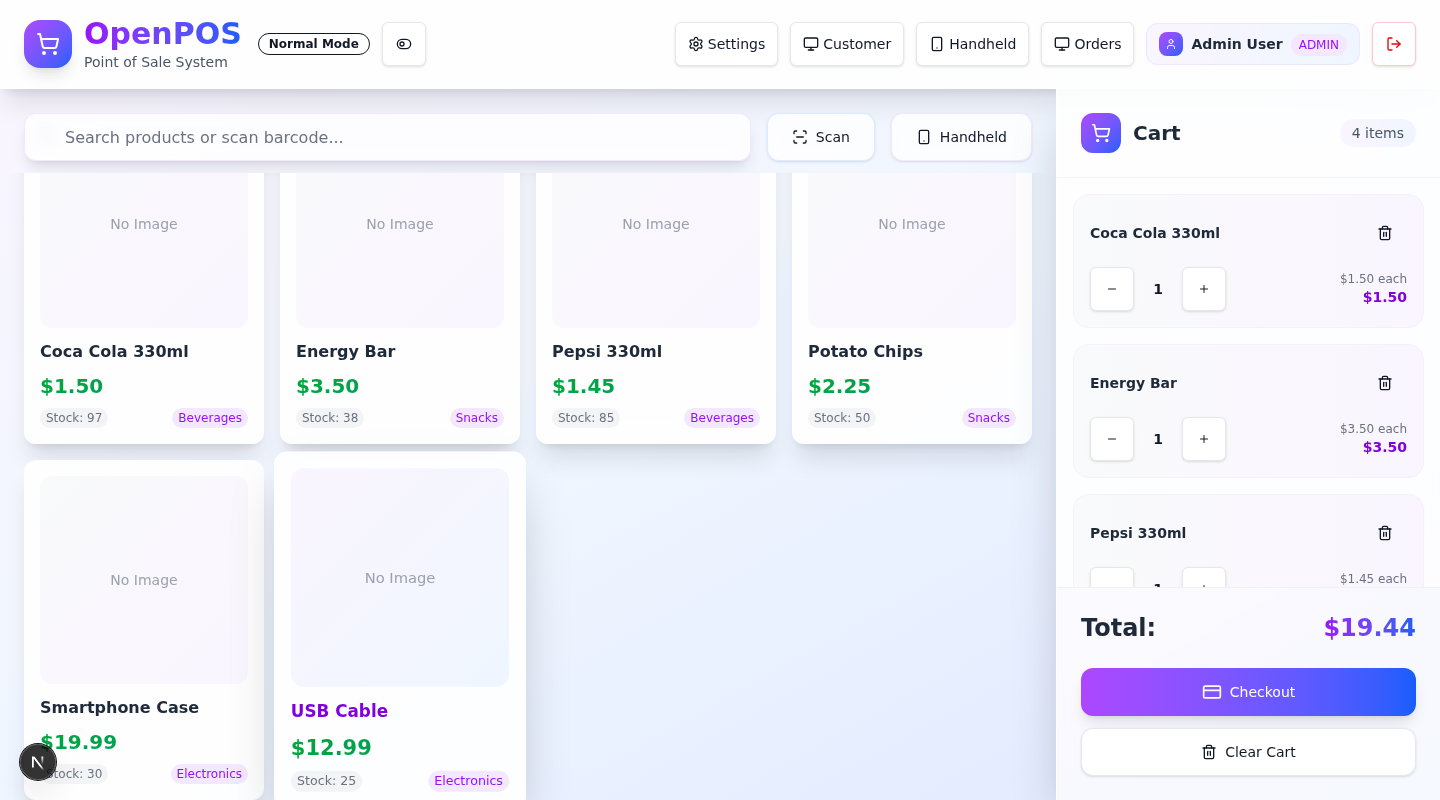 OpenPOS
Point of Sale System
Normal Mode
Settings
Customer
Handheld
Orders
Admin User
ADMIN
Search products or scan barcode...
Scan
Handheld
No Image
No Image
No Image
No Image
Coca Cola 330ml
$1.50
Stock: 97
Beverages
Energy Bar
$3.50
Stock: 38
Snacks
Pepsi 330ml
$1.45
Stock: 85
Beverages
Potato Chips
$2.25
Stock: 50
Snacks
No Image
Smartphone Case
$19.99
Stock: 30
Electronics
N
No Image
USB Cable
$12.99
Stock: 25
Electronics
Cart
4 items
Coca Cola 330ml
1
$1.50 each
$1.50
Energy Bar
1
$3.50 each
$3.50
Pepsi 330ml
1
$1.45 each
Total:
$19.44
Checkout
Clear Cart